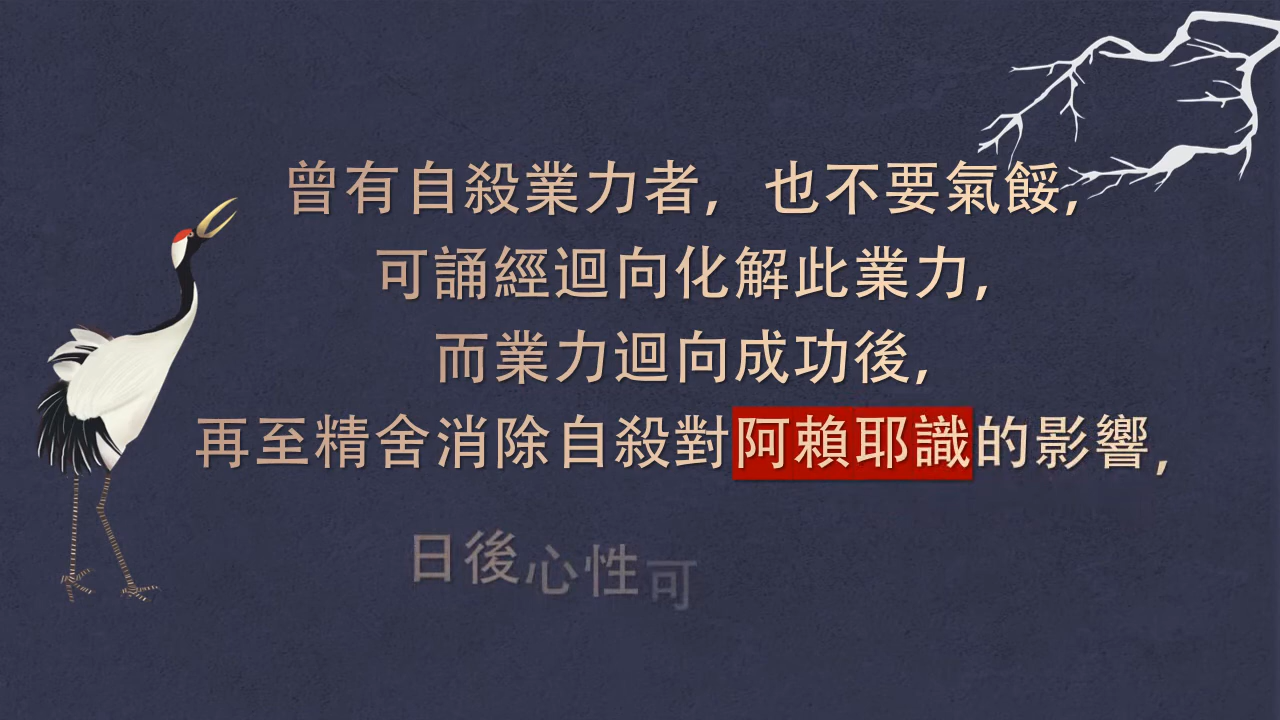 曾有自殺業力者，也不要氣餒，
可誦經迴向化解此業力，
而業力迴向成功後，
再至精舍消除自殺對阿賴耶識的影響，
日後心性可